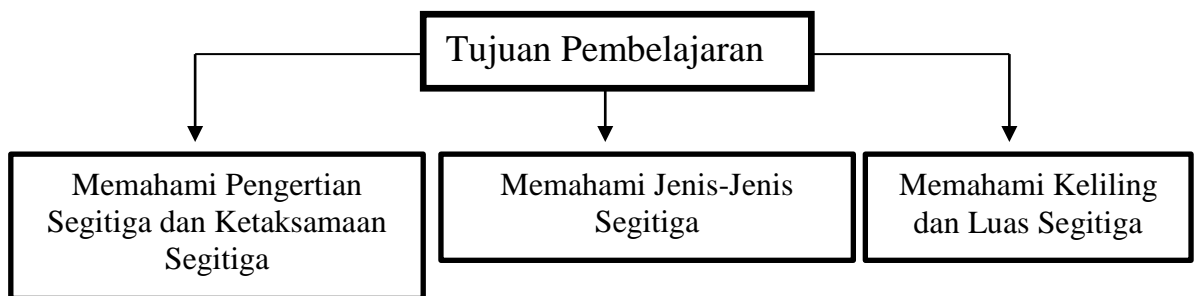 Tujuan Pembelajaran
Memahami Pengertian
Segitiga dan Ketaksamaan
Segitiga
Memahami Jenis-Jenis
Segitiga
Memahami Keliling
dan Luas Segitiga